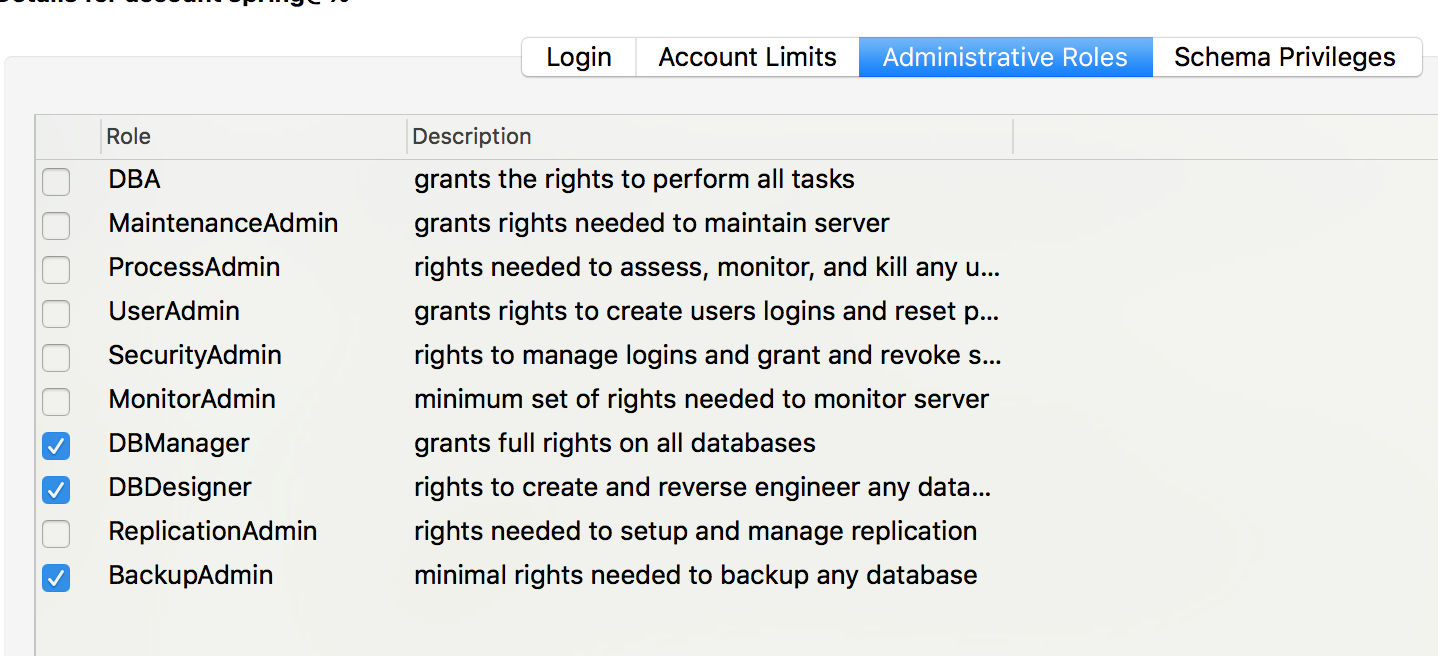 Details for account spring@%
Login Account Limits Administrative Roles Schema Privileges
Role Description
DBA grants the rights to perform all tasks
MaintenanceAdmin grants rights needed to maintain server
ProcessAdmin rights needed to assess, monitor, and kill any u...
UserAdmin grants rights to create users logins and reset p...
SecurityAdmin rights to manage logins and grant and revoke s...
MonitorAdmin minimum set of rights needed to monitor server
DBManager grants full rights on all databases
DBDesigner rights to create and reverse engineer any data...
ReplicationAdmin rights needed to setup and manage replication
BackupAdmin minimal rights needed to backup any database